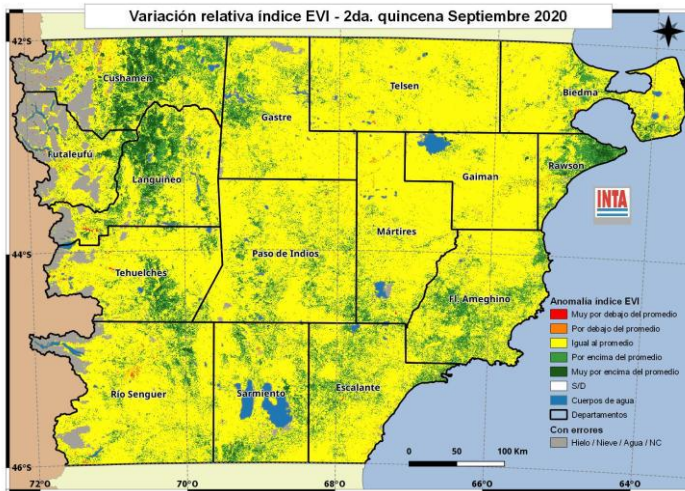 Variación relativa índice EVI - 2da. quincena Septiembre 2020
42°S
Cushamen
Telsen
Biedma
Gastre
Futaleufú
Languineo
Gaiman
Rawson
INTA
44°S
Paso de Indios
Mártires
Tehuelches
Fl. Ameghino
Río Senguer
Sarmiento
Escalante
46°S
Anomalía índice EVI
Muy por debajo del promedio
Por debajo del promedio
Igual al promedio
Por encima del promedio
Muy por encima del promedio
S/D
Cuerpos de agua
Departamentos
Con errores
Hielo / Nieve / Agua / NC
0 50 100 Km
72°O 70°O 68°O 66°O 64°O